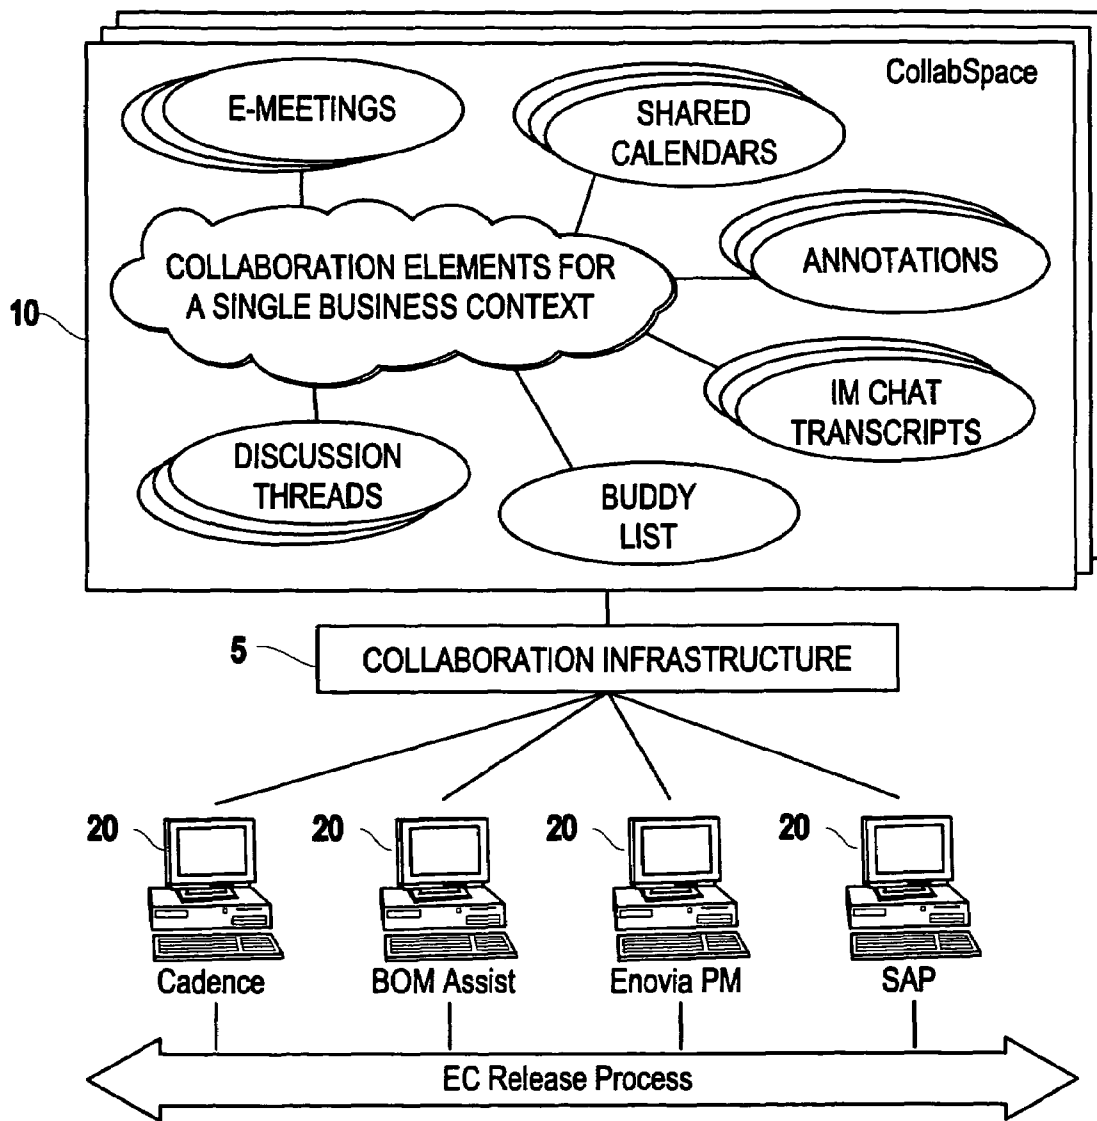 CollabSpace
E-MEETINGS
SHARED
CALENDARS
ANNOTATIONS
COLLABORATION ELEMENTS FOR
A SINGLE BUSINESS CONTEXT
10
IM CHAT
TRANSCRIPTS
DISCUSSION
THREADS
BUDDY
LIST
5
COLLABORATION INFRASTRUCTURE
20
20
20
20
Cadence
BOM Assist
Enovia PM
SAP
EC Release Process